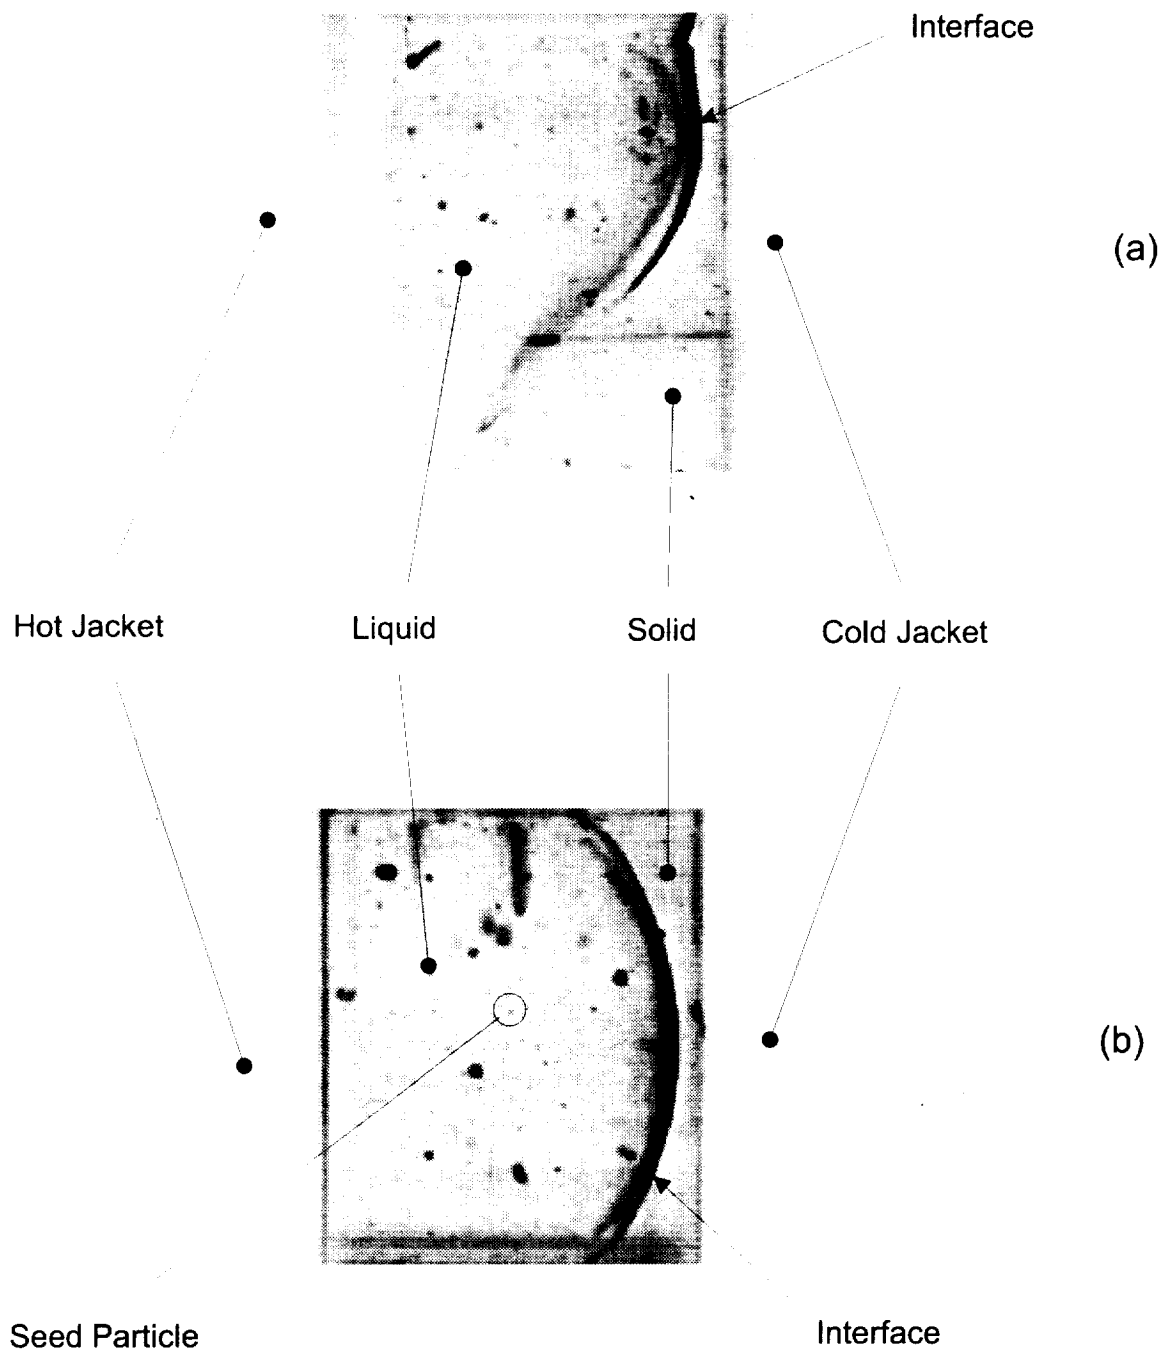 Interface
(a)
Hot Jacket
Liquid
Solid
Cold Jacket
(b)
Seed Particle
Interface